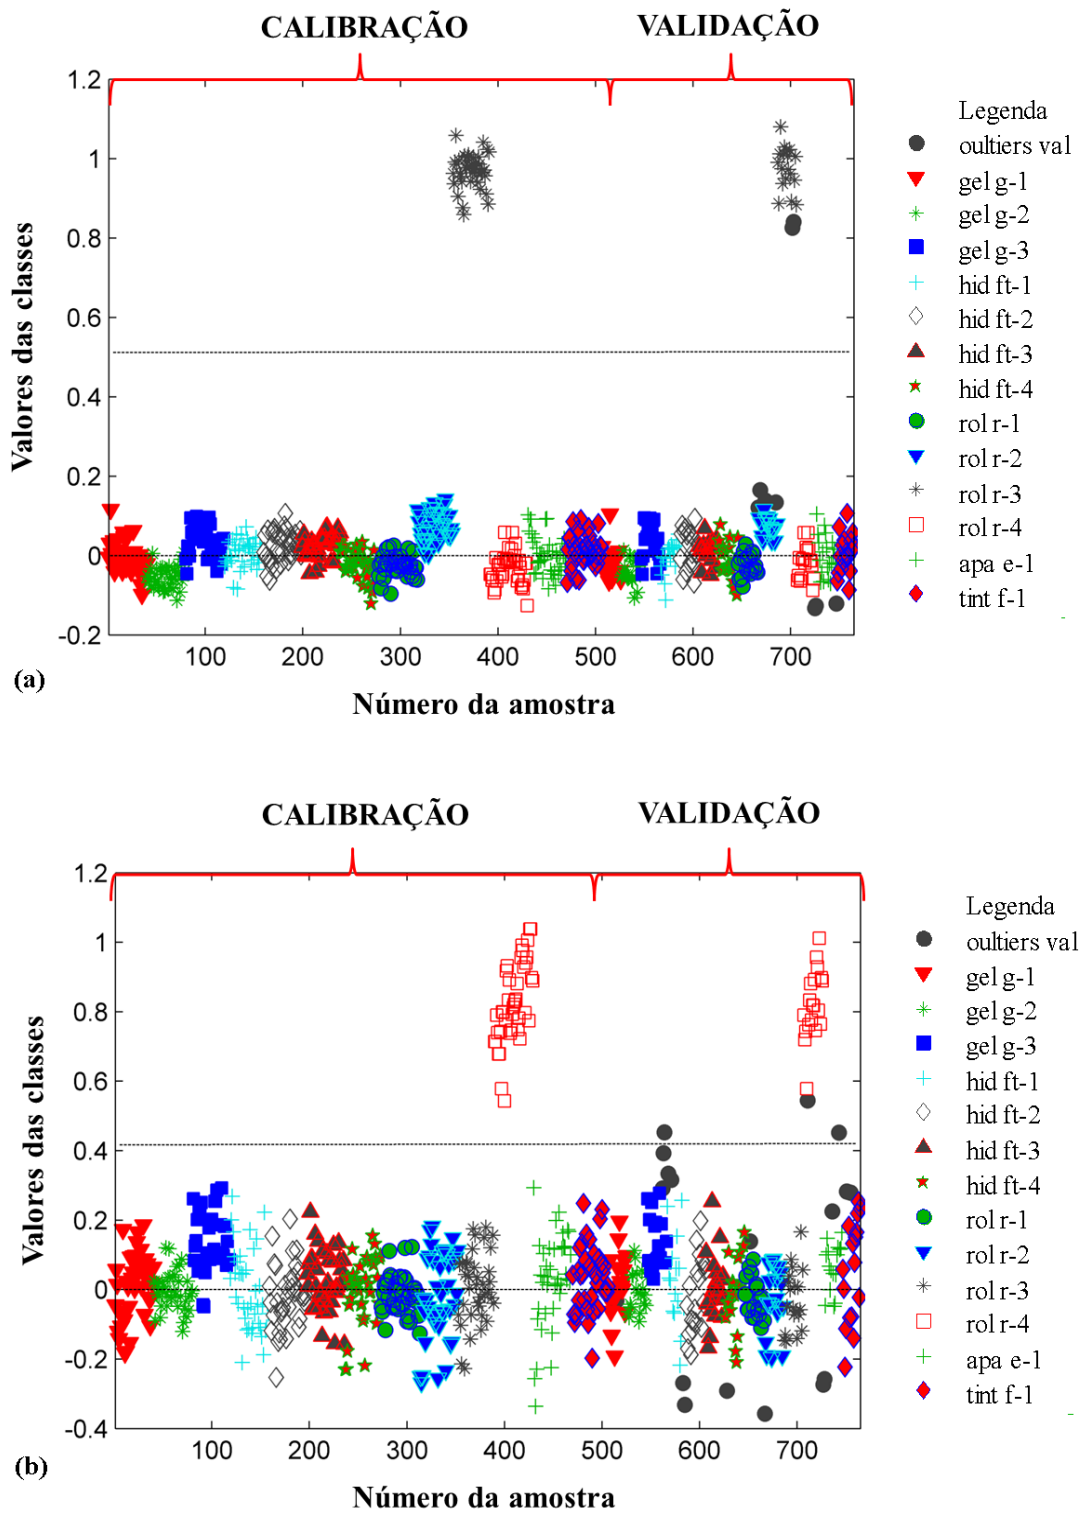 CALIBRAÇÃO VALIDAÇÃO
1.2
1
0.8
0.6
0.4
0.2
0
-0.2
Valores das classes
100 200 300 400 500 600 700
Número da amostra
(a)
Legenda
oultiers val
gel g-1
gel g-2
gel g-3
hid ft-1
hid ft-2
hid ft-3
hid ft-4
rol r-1
rol r-2
rol r-3
rol r-4
apa e-1
tint f-1
CALIBRAÇÃO VALIDAÇÃO
1.2
1
0.8
0.6
0.4
0.2
0
-0.2
-0.4
Valores das classes
100 200 300 400 500 600 700
Número da amostra
(b)
Legenda
oultiers val
gel g-1
gel g-2
gel g-3
hid ft-1
hid ft-2
hid ft-3
hid ft-4
rol r-1
rol r-2
rol r-3
rol r-4
apa e-1
tint f-1